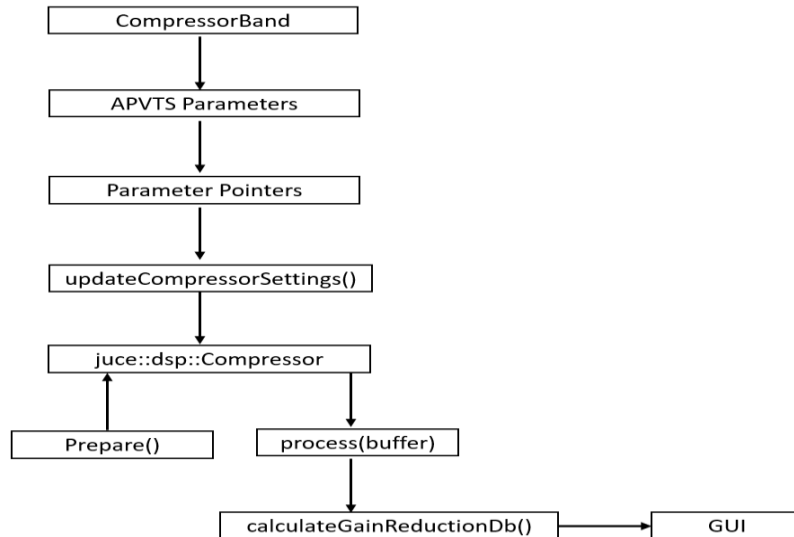 CompressorBand
APVTS Parameters
Parameter Pointers
updateCompressorSettings()
juce::dsp::Compressor
Prepare()
process(buffer)
calculateGainReductionDb()
GUI